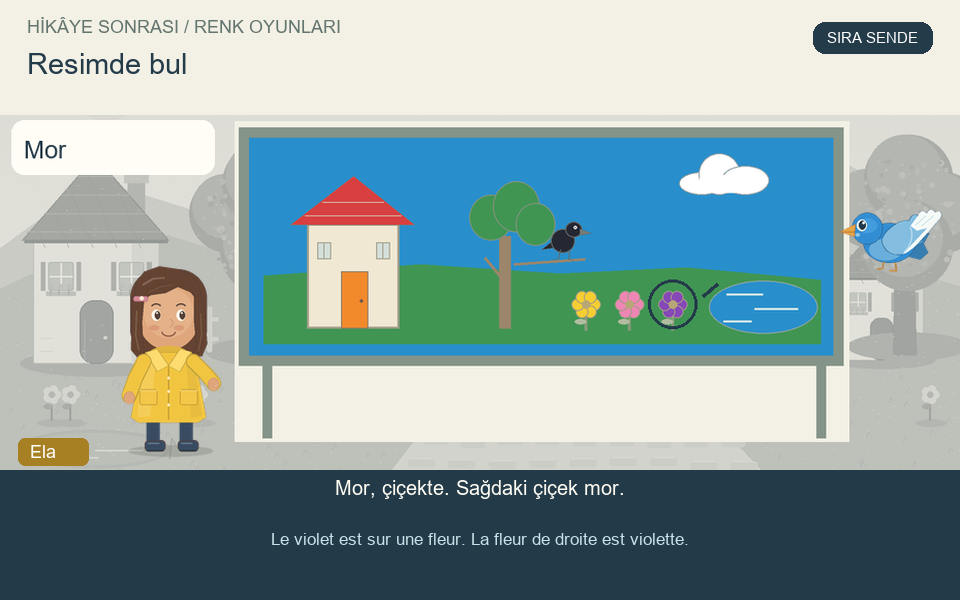 HİKÂYE SONRASI / RENK OYUNLARI
SIRA SENDE
Resimde bul
Mor
Ela
Mor, çiçekte. Sağdaki çiçek mor.
Le violet est sur une fleur. La fleur de droite est violette.